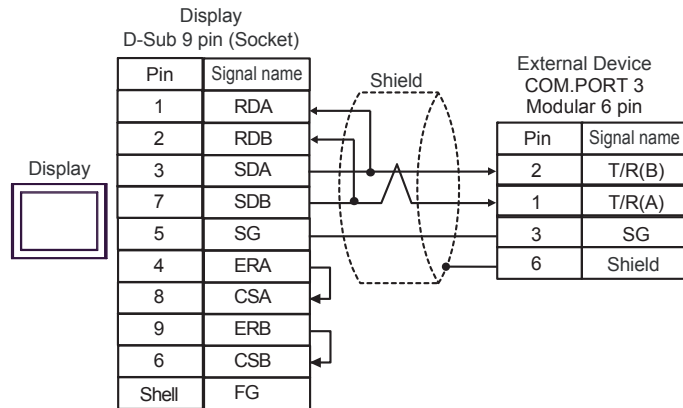 Display
D-Sub 9 pin (Socket)
Pin Signal name
1 RDA
2 RDB
3 SDA
7 SDB
5 SG
4 ERA
8 CSA
9 ERB
6 CSB
Shell FG
Display
Shield
External Device
COM.PORT 3
Modular 6 pin
Pin Signal name
2 T/R(B)
1 T/R(A)
3 SG
6 Shield